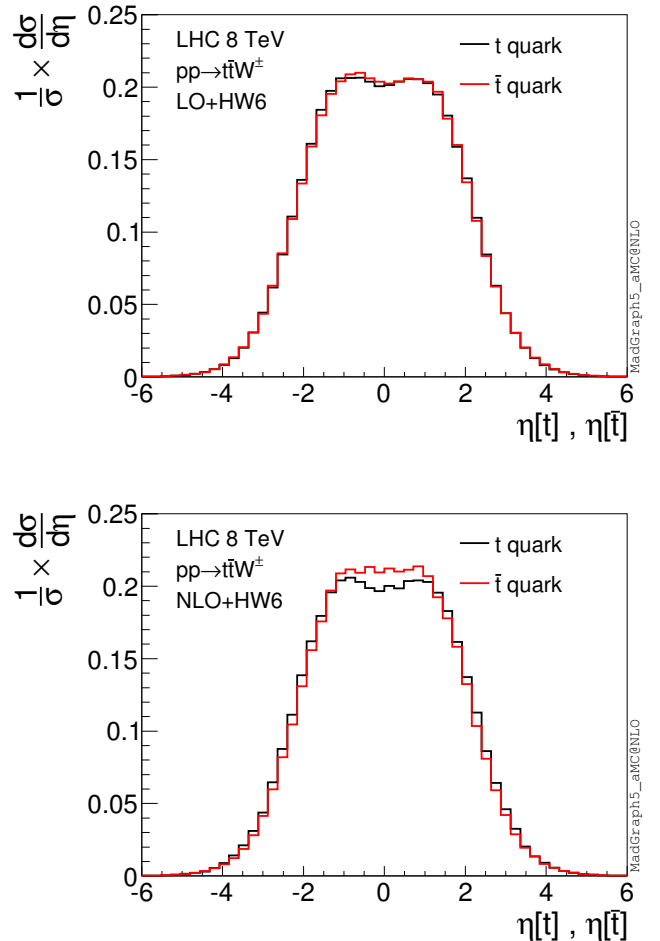 LHC 8 TeV
pp→tt̄W±
LO+HW6
t quark
t̄ quark
1/σ × dσ/dη
0.25
0.2
0.15
0.1
0.05
0
-6 -4 -2 0 2 4 6
η[t] , η[t̄]
MadGraph5_aMC@NLO
LHC 8 TeV
pp→tt̄W±
NLO+HW6
t quark
t̄ quark
1/σ × dσ/dη
0.25
0.2
0.15
0.1
0.05
0
-6 -4 -2 0 2 4 6
η[t] , η[t̄]
MadGraph5_aMC@NLO